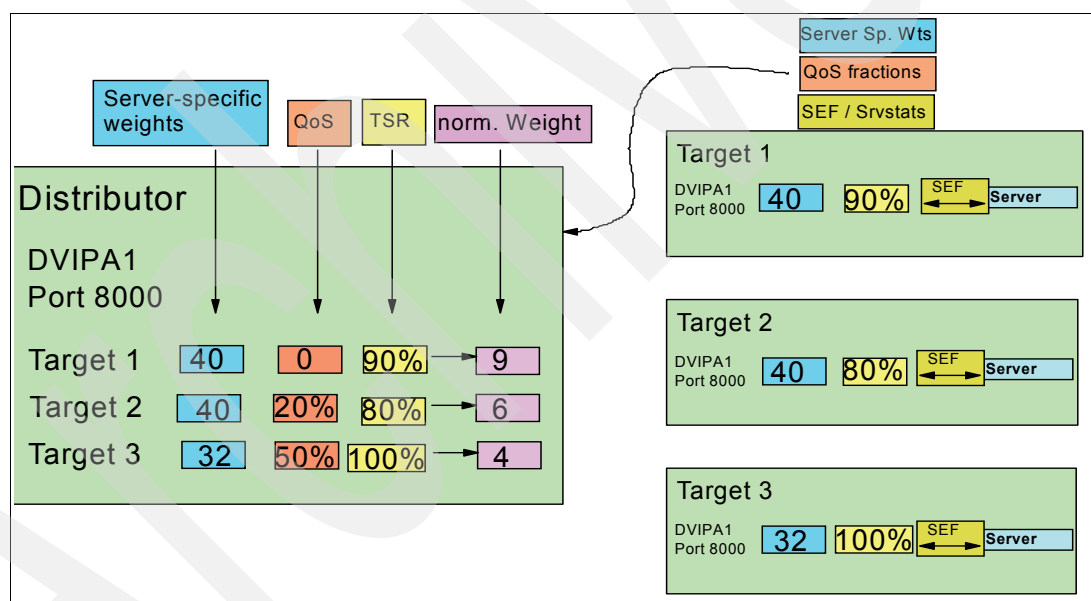 Server-specific
weights
QoS
TSR
norm. Weight
Server Sp. Wts
QoS fractions
SEF / Srvstats
Distributor
DVIPA1
Port 8000
Target 1
40
0
90%
9
Target 2
40
20%
80%
6
Target 3
32
50%
100%
4
Target 1
DVIPA1
Port 8000
40
90%
SEF
Server
Target 2
DVIPA1
Port 8000
40
80%
SEF
Server
Target 3
DVIPA1
Port 8000
32
100%
SEF
Server